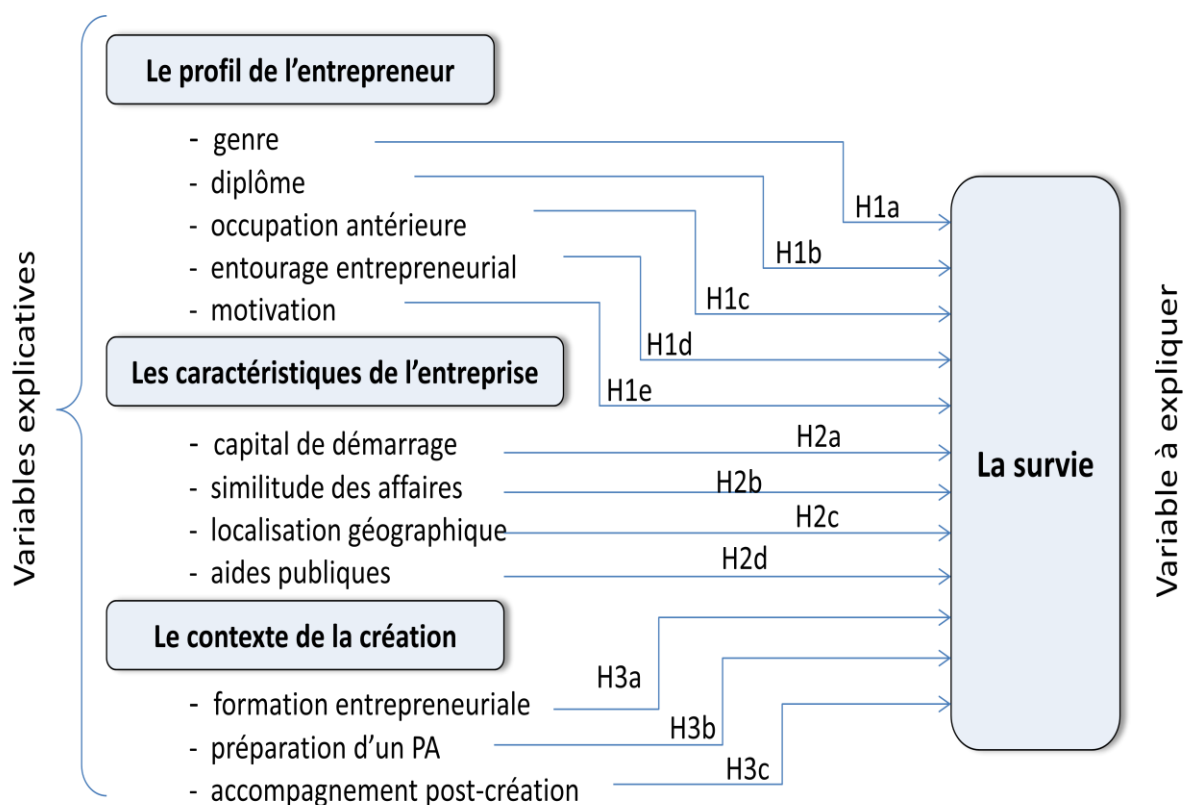 Le profil de l’entrepreneur
- genre
- diplôme
- occupation antérieure
- entourage entrepreneurial
- motivation
H1a
H1b
H1c
H1d
H1e
Les caractéristiques de l’entreprise
- capital de démarrage
- similitude des affaires
- localisation géographique
- aides publiques
H2a
H2b
H2c
H2d
Le contexte de la création
- formation entrepreneuriale
- préparation d’un PA
- accompagnement post-création
H3a
H3b
H3c
Variables explicatives
La survie
Variable à expliquer